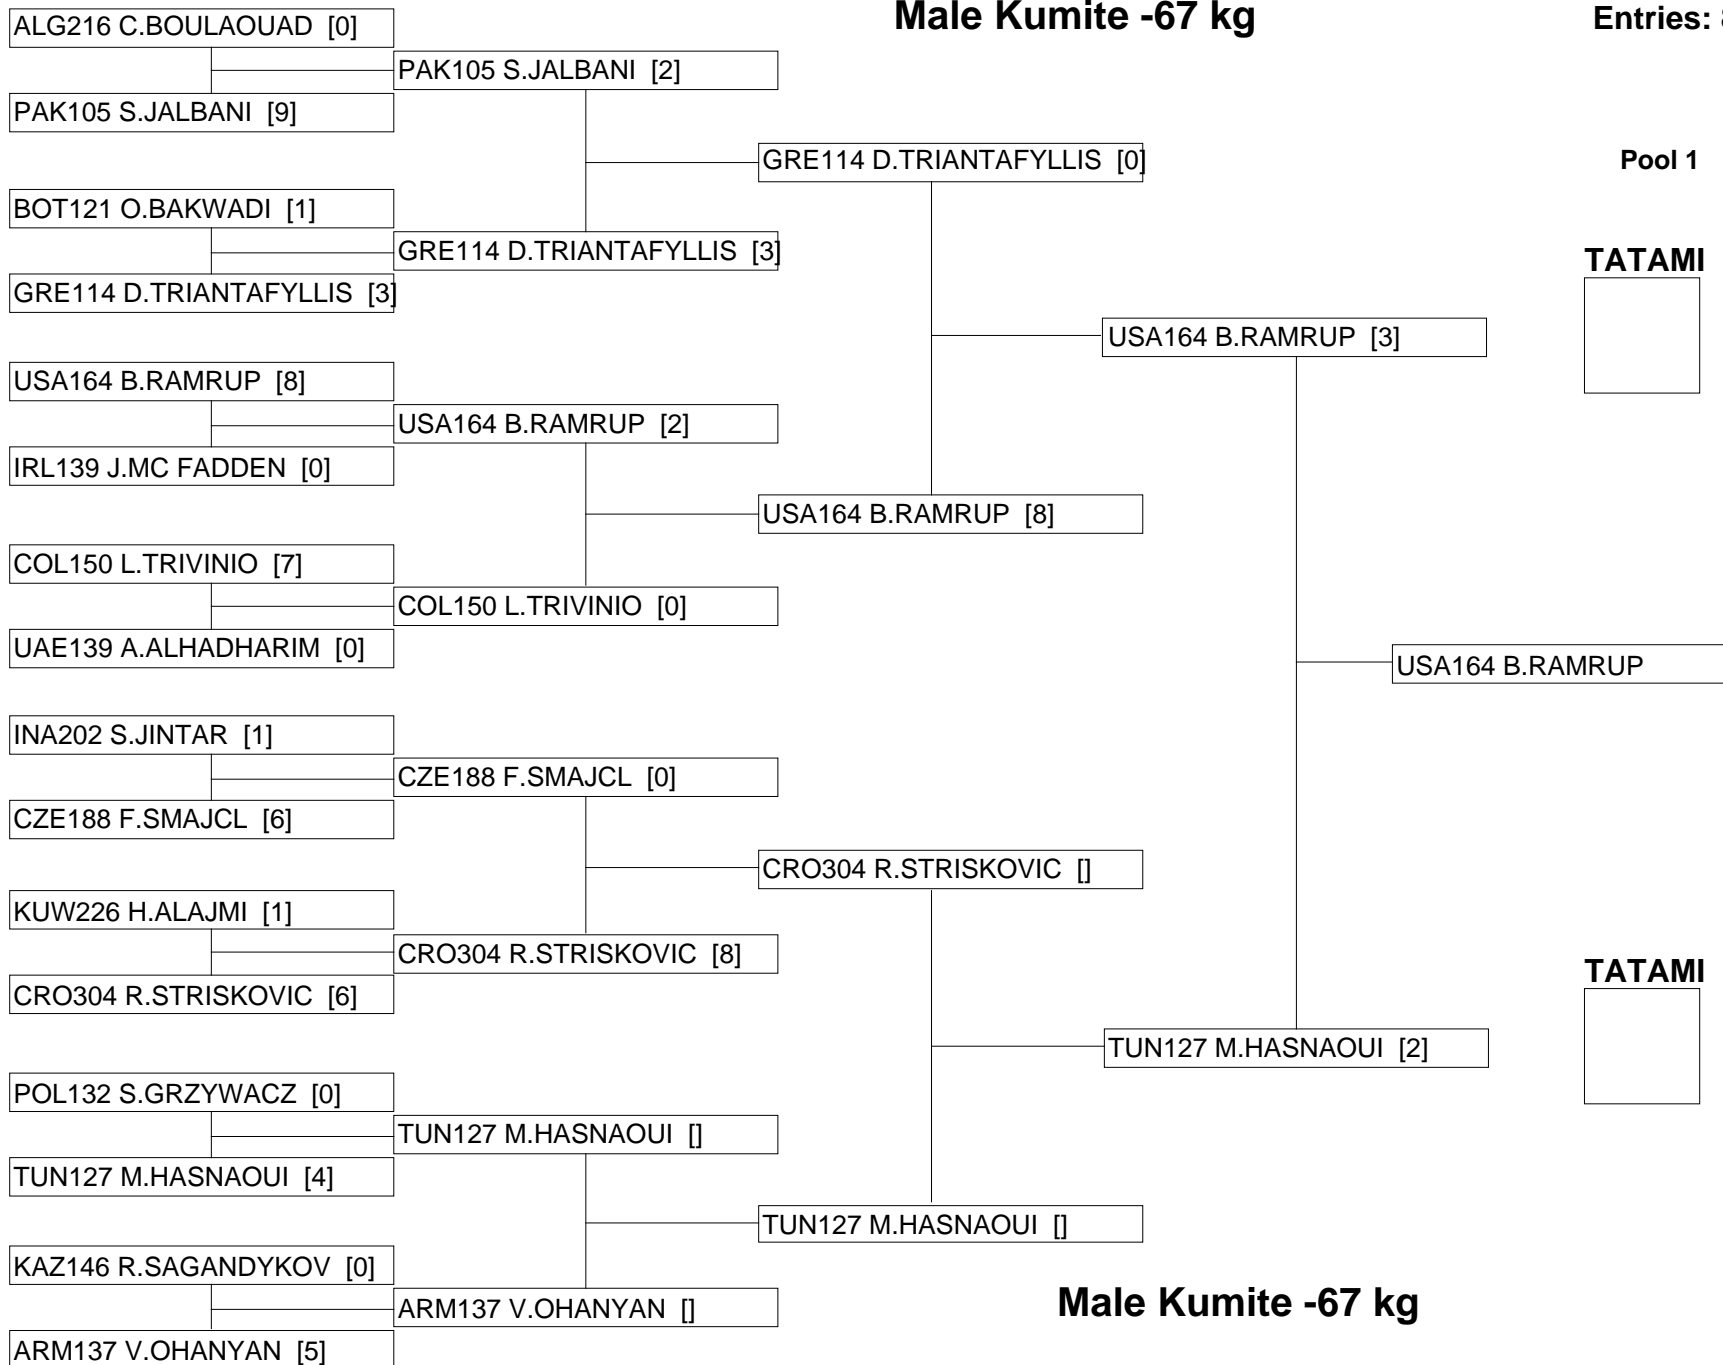 Male Kumite -67 kg
Entries:
ALG216 C.BOULAOUAD [0]
PAK105 S.JALBANI [2]
PAK105 S.JALBANI [9]
GRE114 D.TRIANTAFYLLIS [0]
Pool 1
BOT121 O.BAKWADI [1]
GRE114 D.TRIANTAFYLLIS [3]
TATAMI
GRE114 D.TRIANTAFYLLIS [3]
USA164 B.RAMRUP [3]
USA164 B.RAMRUP [8]
USA164 B.RAMRUP [2]
IRL139 J.MC FADDEN [0]
USA164 B.RAMRUP [8]
COL150 L.TRIVINIO [7]
COL150 L.TRIVINIO [0]
UAE139 A.ALHADHARIM [0]
USA164 B.RAMRUP
INA202 S.JINTAR [1]
CZE188 F.SMAJCL [0]
CZE188 F.SMAJCL [6]
CRO304 R.STRISKOVIC []
KUW226 H.ALAJMI [1]
CRO304 R.STRISKOVIC [8]
TATAMI
CRO304 R.STRISKOVIC [6]
TUN127 M.HASNAOUI [2]
POL132 S.GRZYWACZ [0]
TUN127 M.HASNAOUI []
TUN127 M.HASNAOUI [4]
TUN127 M.HASNAOUI []
KAZ146 R.SAGANDYKOV [0]
ARM137 V.OHANYAN []
Male Kumite -67 kg
ARM137 V.OHANYAN [5]